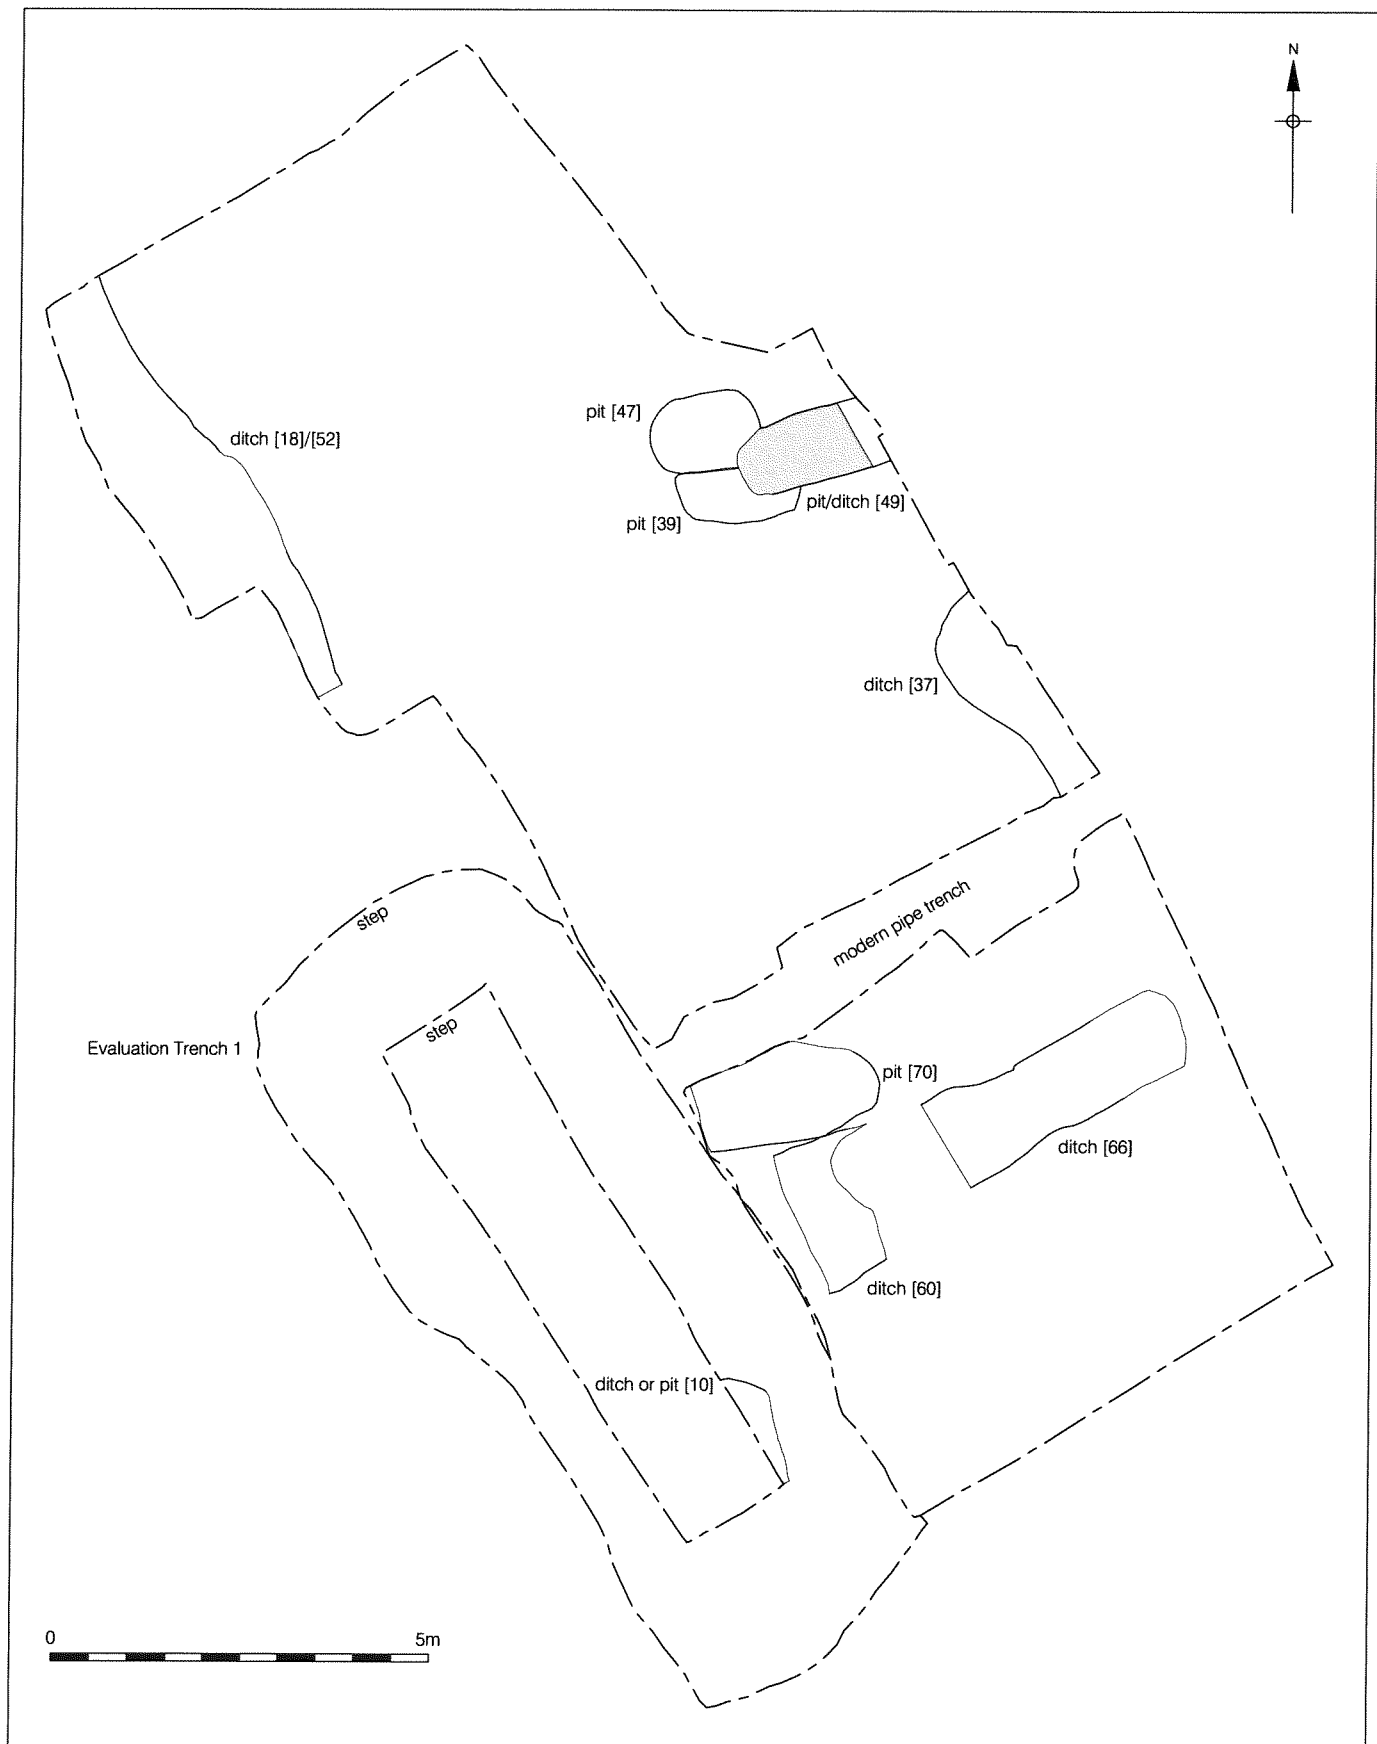 N
pit [47]
ditch [18]/[52]
pit/ditch [49]
pit [39]
ditch [37]
modern pipe trench
step
step
Evaluation Trench 1
pit [70]
ditch [66]
ditch [60]
ditch or pit [10]
0 5m